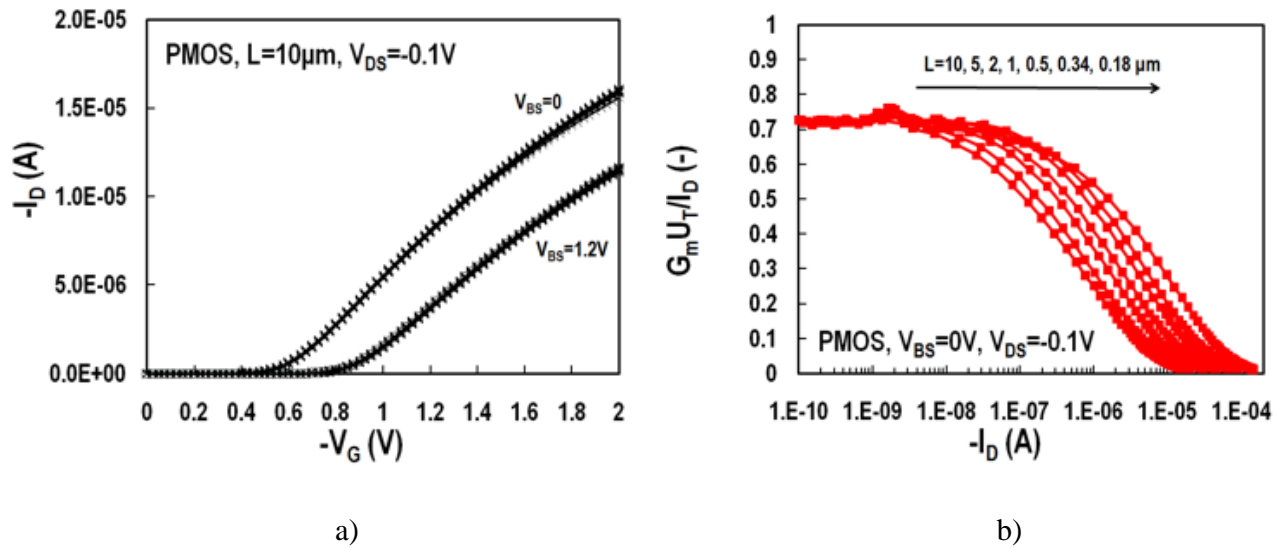 2.0E-05
1.5E-05
1.0E-05
5.0E-06
0.0E+00
-I_D (A)
PMOS, L=10µm, V_DS=-0.1V
V_BS=0
V_BS=1.2V
0 0.2 0.4 0.6 0.8 1 1.2 1.4 1.6 1.8 2
-V_G (V)
a)
1
0.9
0.8
0.7
0.6
0.5
0.4
0.3
0.2
0.1
0
G_mU_T/I_D (-)
L=10, 5, 2, 1, 0.5, 0.34, 0.18 µm
PMOS, V_BS=0V, V_DS=-0.1V
1.E-10 1.E-09 1.E-08 1.E-07 1.E-06 1.E-05 1.E-04
-I_D (A)
b)